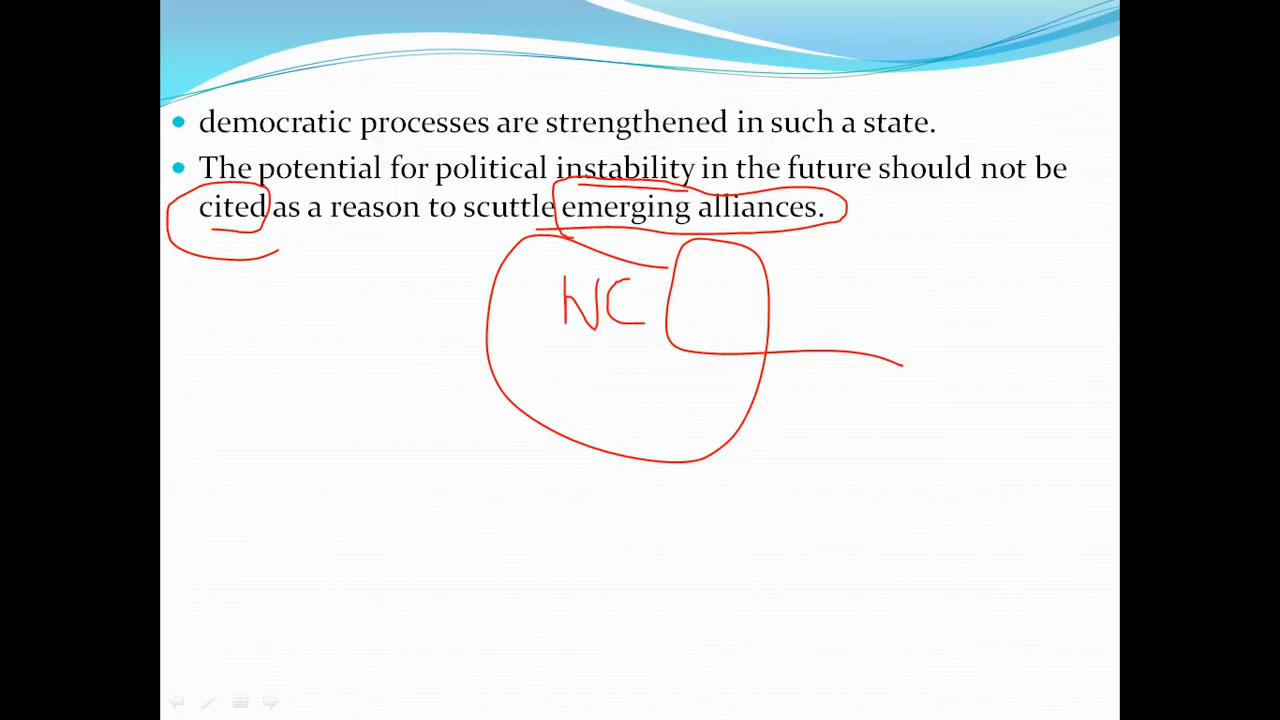 democratic processes are strengthened in such a state.
The potential for political instability in the future should not be
cited as a reason to scuttle emerging alliances.
NC